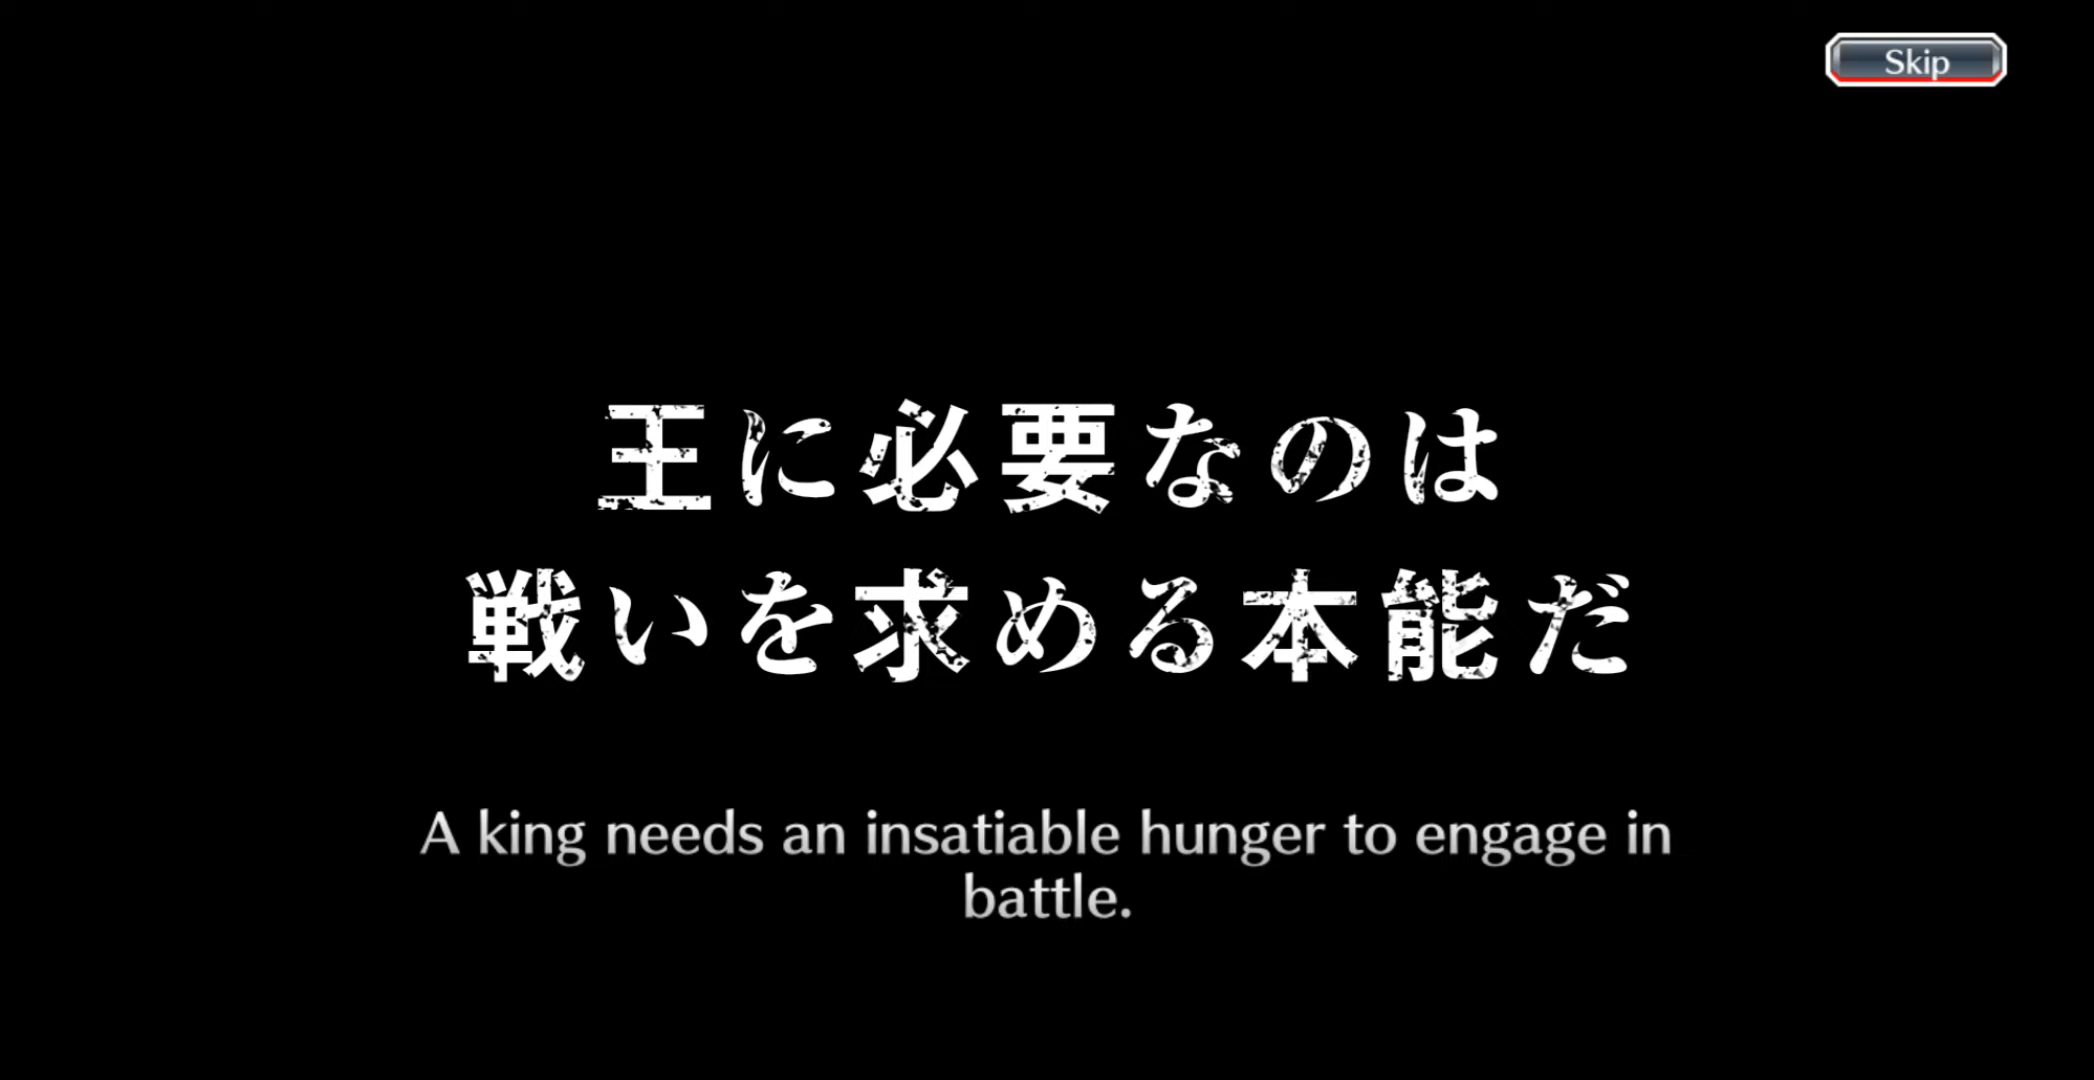 Skip
王に必要なのは
戦いを求める本能だ
A king needs an insatiable hunger to engage in
battle.